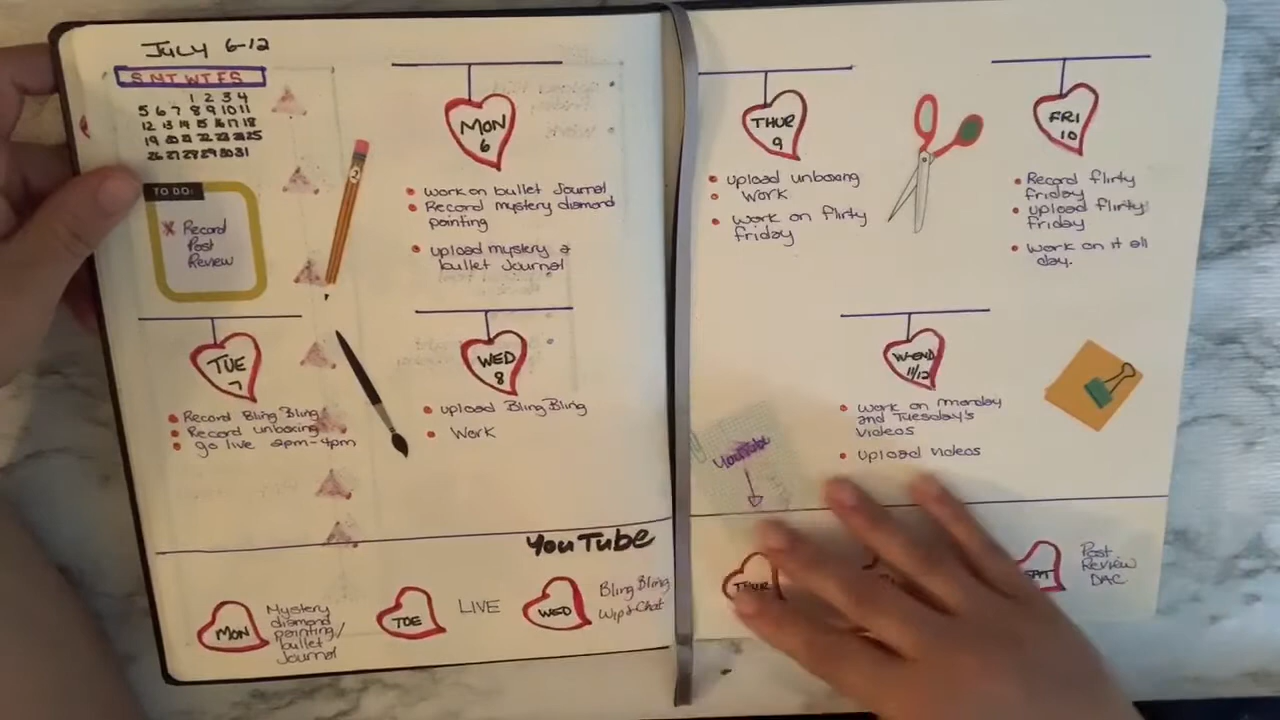 JULY 6-12
S M T W T F S
1 2 3 4
5 6 7 8 9 10 11
12 13 14 15 16 17 18
19 20 21 22 23 24 25
26 27 28 29 30 31
TO DO:
X Record
Post
Review
MON
6
work on bullet Journal
Record mystery diamond
painting
upload mystery &
bullet Journal
TUE
7
Record Bling Bling
Record unboxing
go live 2pm-4pm
WED
8
upload Bling Bling
Work
2
YouTube
MON
Mystery
diamond
painting/
bullet
Journal
TUE
LIVE
WED
Bling Bling
Wip & Chat
THUR
9
upload unboxing
Work
work on flirty
friday
FRI
10
Record flirty
friday
upload flirty
friday
work on it all
day.
W-END
11/12
work on monday
and Tuesday's
videos
upload videos
YouTube
THUR
Post
Review
DAC